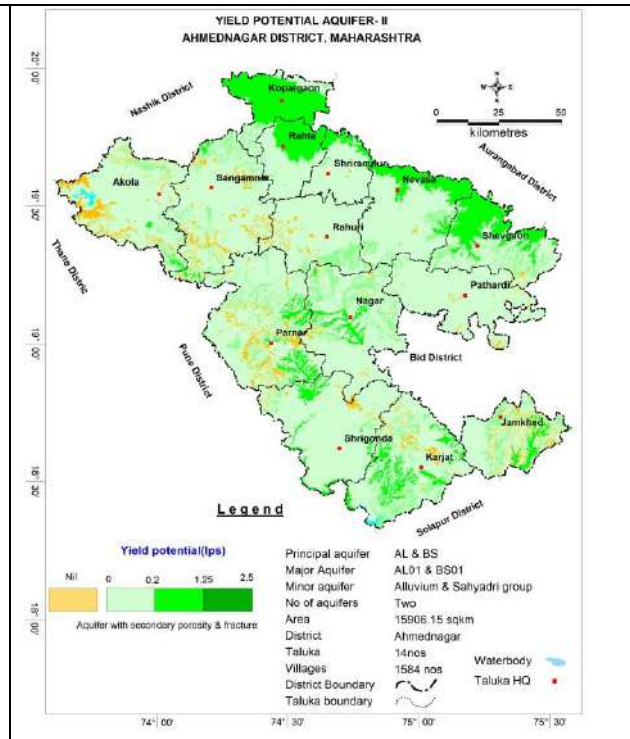 YIELD POTENTIAL AQUIFER- II
AHMEDNAGAR DISTRICT, MAHARASHTRA
20° 00'
Nashik District
Kopargaon
N
W E
S
0 25 50
kilometres
Rahta
Aurangabad District
Akola
Sangamner
Shrirampur
Nevasa
19° 30'
Rahuri
Shevgaon
Thane Distric
Pathardi
Nagar
19° 00'
Parner
Bid District
Pune District
Jamkhed
Shrigonda
Karjat
18° 30'
Solapur District
Legend
Yield potential(lps)
Nil 0 0.2 1.25 2.5
Aquifer with secondary porosity & fracture
Principal aquifer AL & BS
Major Aquifer AL01 & BS01
Minor aquifer Alluvium & Sahyadri group
No of aquifers Two
Area 15906.15 sqkm
District Ahmednagar
Taluka 14nos
Villages 1584 nos
District Boundary
Taluka boundary
Waterbody
Taluka HQ
18° 00'
74° 00' 74° 30' 75° 00' 75° 30'